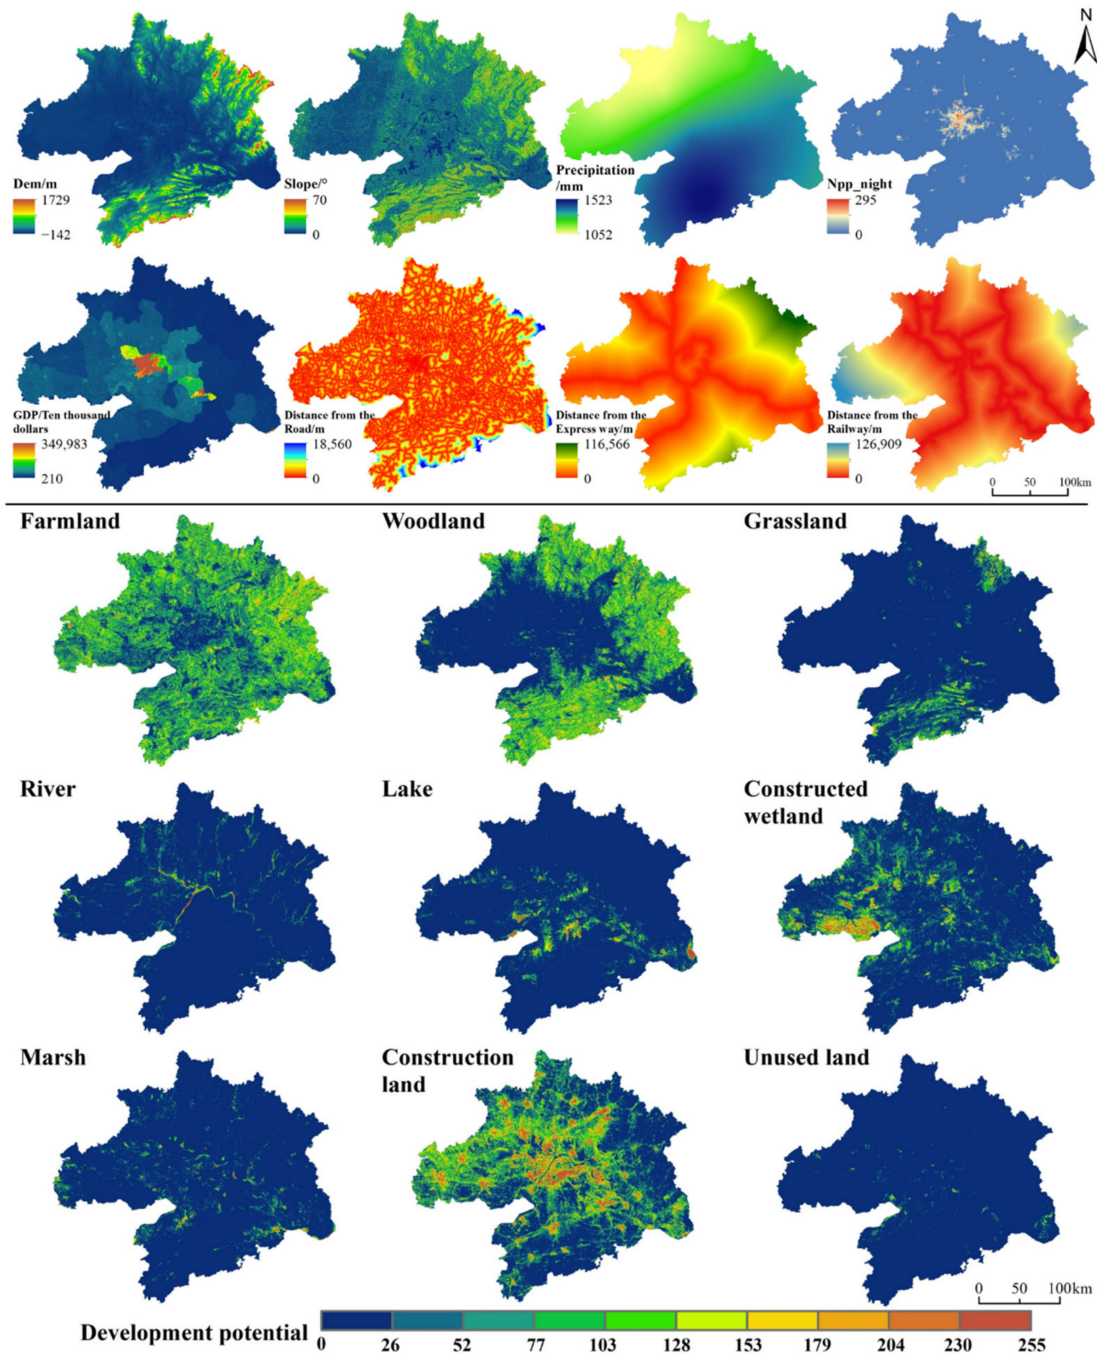 N
Dem/m
1729
−142
Slope/°
70
0
Precipitation
/mm
1523
1052
Npp_night
295
0
GDP/Ten thousand
dollars
349,983
210
Distance from the
Road/m
18,560
0
Distance from the
Express way/m
116,566
0
Distance from the
Railway/m
126,909
0
0 50 100km
Farmland
Woodland
Grassland
River
Lake
Constructed
wetland
Marsh
Construction
land
Unused land
0 50 100km
Development potential
0 26 52 77 103 128 153 179 204 230 255